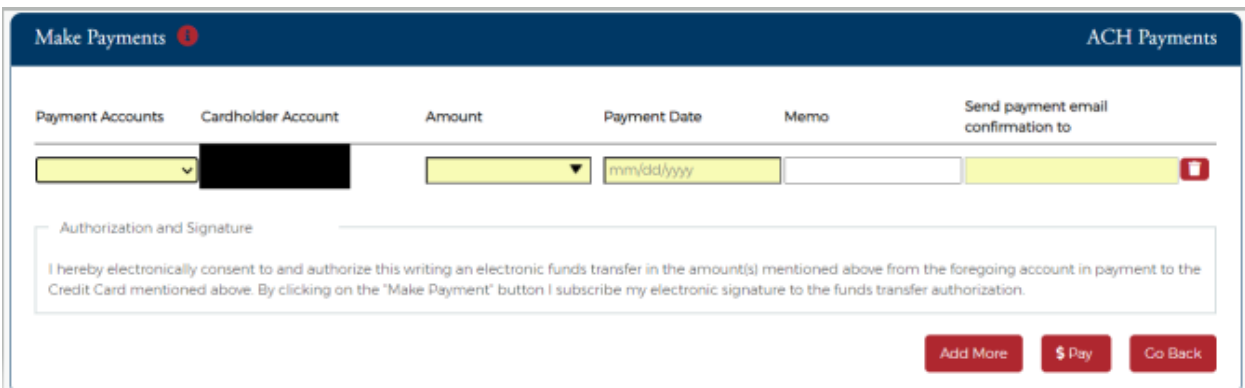 Make Payments
ACH Payments
Payment Accounts
Cardholder Account
Amount
Payment Date
Memo
Send payment email
confirmation to
mm/dd/yyyy
Authorization and Signature
I hereby electronically consent to and authorize this writing an electronic funds transfer in the amount(s) mentioned above from the foregoing account in payment to the
Credit Card mentioned above. By clicking on the "Make Payment" button I subscribe my electronic signature to the funds transfer authorization.
Add More
$ Pay
Go Back